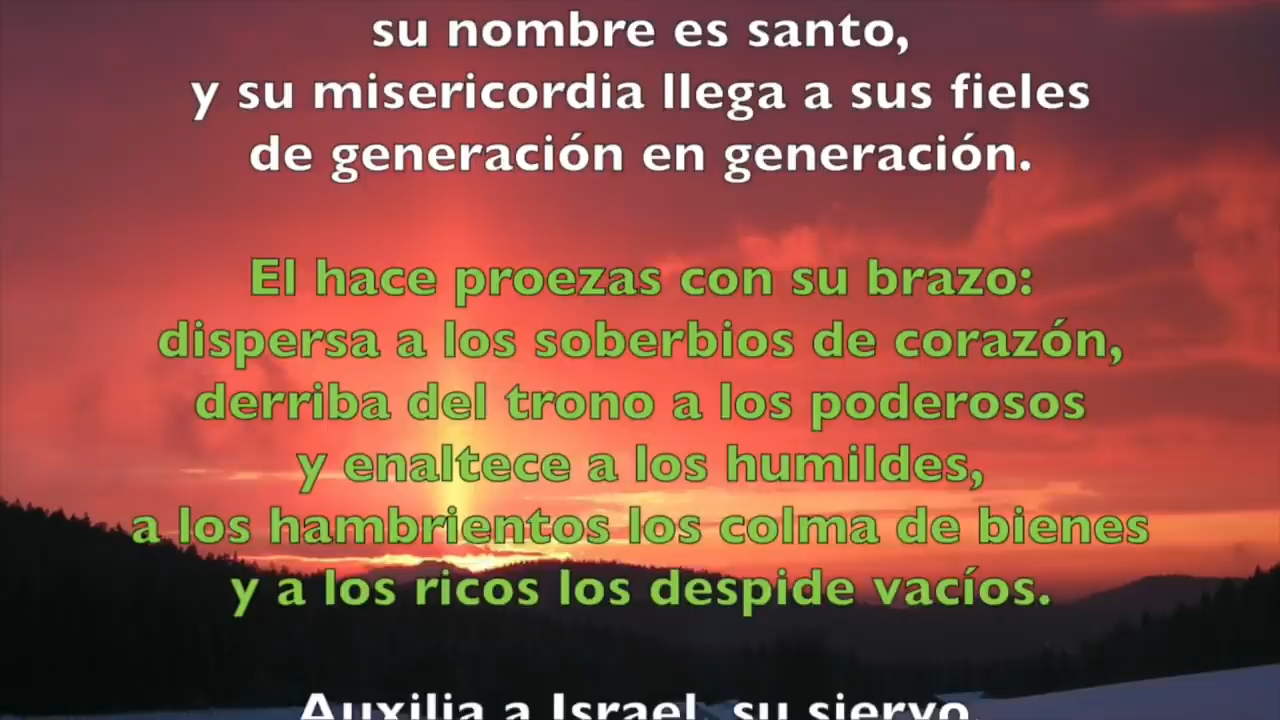 su nombre es santo,
y su misericordia llega a sus fieles
de generación en generación.
El hace proezas con su brazo:
dispersa a los soberbios de corazón,
derriba del trono a los poderosos
y enaltece a los humildes,
a los hambrientos los colma de bienes
y a los ricos los despide vacíos.
Auxilia a Israel, su siervo,